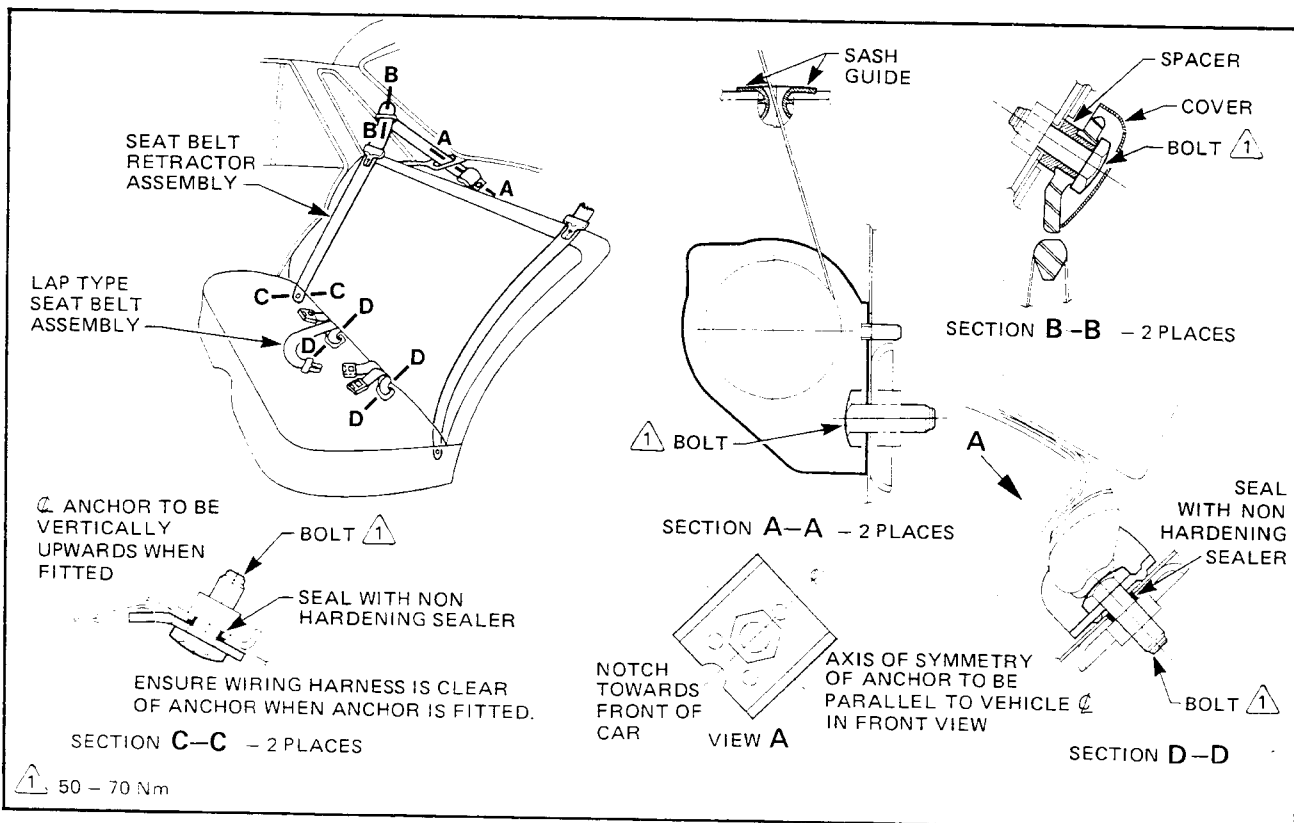 B
B
A
A
SEAT BELT
RETRACTOR
ASSEMBLY
LAP TYPE
SEAT BELT
ASSEMBLY
C
C
D
D
D
D
SASH
GUIDE
⚠1 BOLT
SECTION A–A – 2 PLACES
SPACER
COVER
BOLT ⚠1
SECTION B-B – 2 PLACES
℄ ANCHOR TO BE
VERTICALLY
UPWARDS WHEN
FITTED
BOLT ⚠1
SEAL WITH NON
HARDENING SEALER
ENSURE WIRING HARNESS IS CLEAR
OF ANCHOR WHEN ANCHOR IS FITTED.
SECTION C–C – 2 PLACES
NOTCH
TOWARDS
FRONT OF
CAR
VIEW A
AXIS OF SYMMETRY
OF ANCHOR TO BE
PARALLEL TO VEHICLE ℄
IN FRONT VIEW
A
SEAL
WITH NON
HARDENING
SEALER
BOLT ⚠1
SECTION D–D
⚠1 50 – 70 Nm